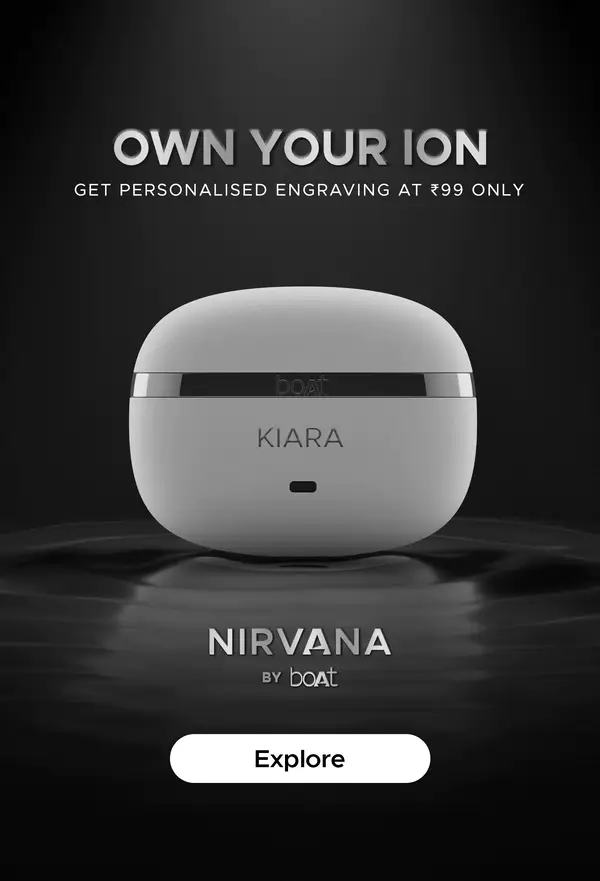 OWN YOUR ION
GET PERSONALISED ENGRAVING AT ₹99 ONLY
boAt
KIARA
NIRVANA
BY boAt
Explore